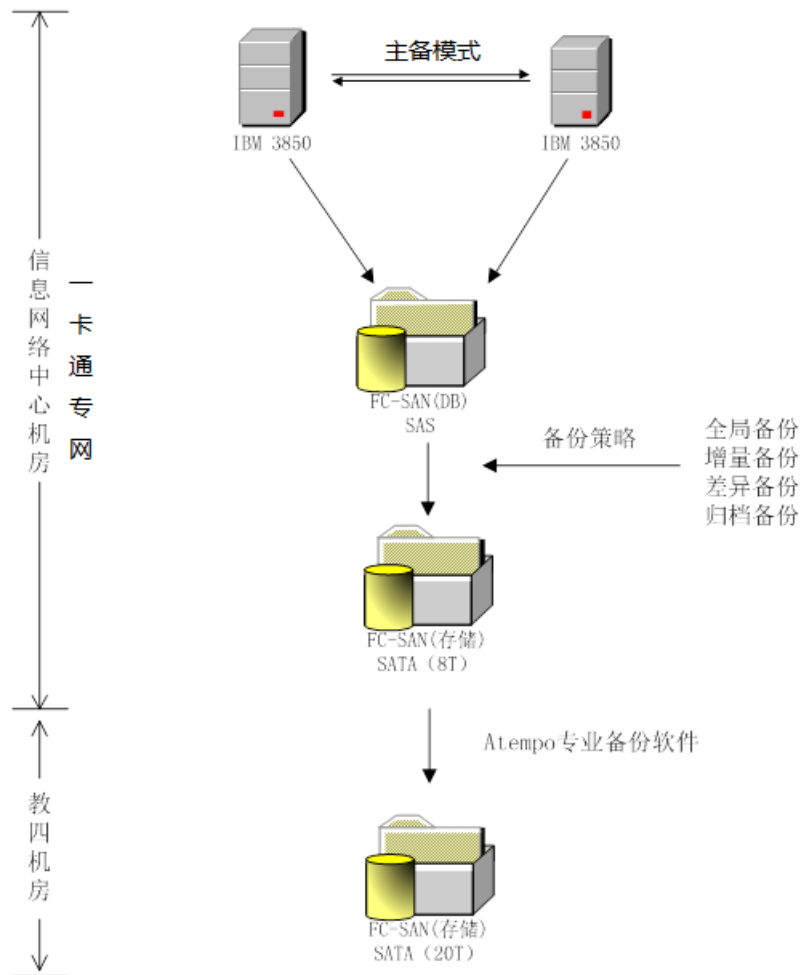 主备模式
IBM 3850
IBM 3850
信息网络中心机房
一卡通专网
FC-SAN(DB)
SAS
备份策略
全局备份
增量备份
差异备份
归档备份
FC-SAN(存储)
SATA（8T）
Atempo专业备份软件
教四机房
FC-SAN(存储)
SATA（20T）